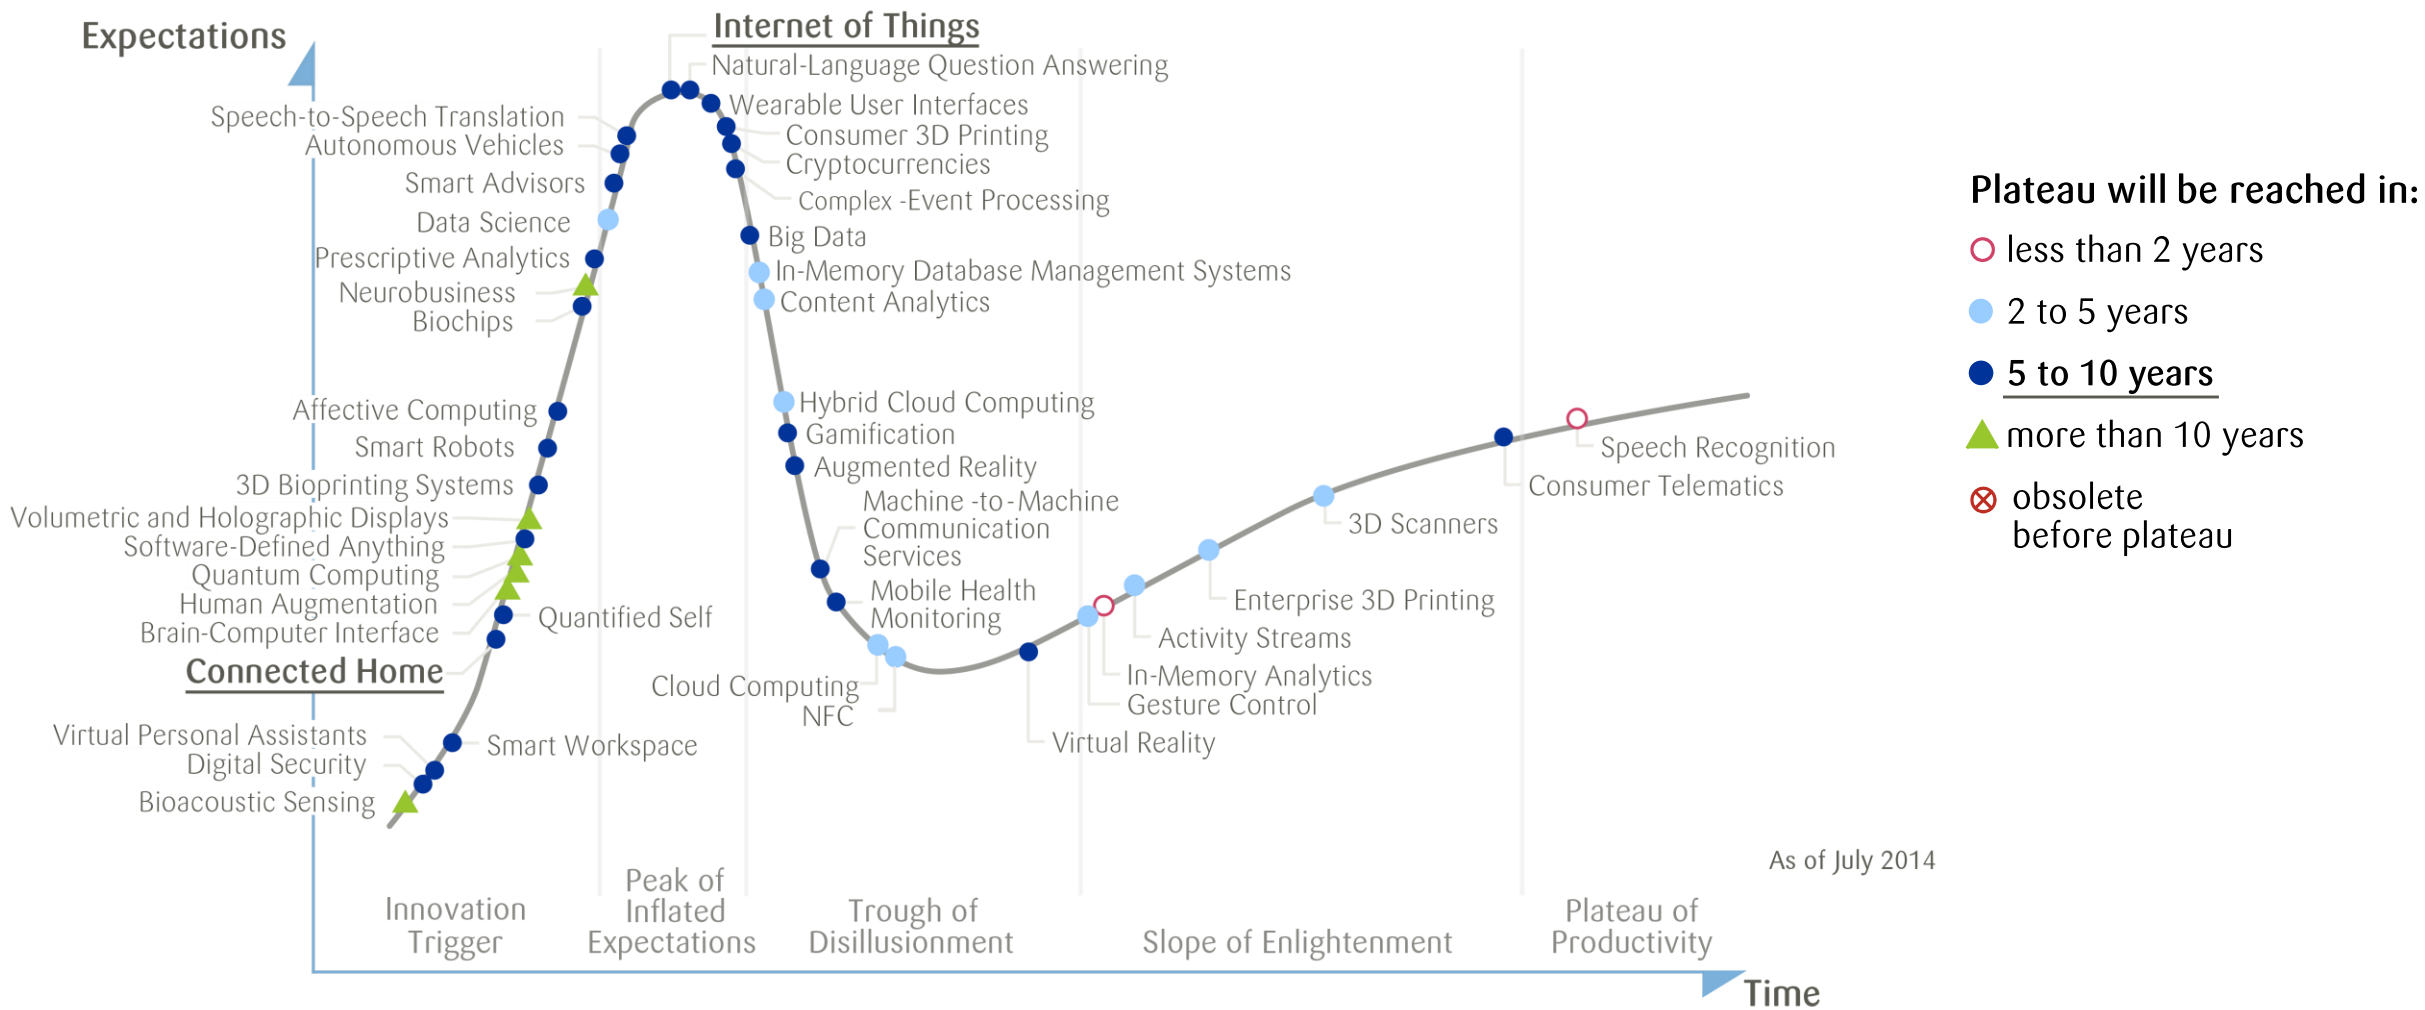 Expectations
Internet of Things
Natural-Language Question Answering
Wearable User Interfaces
Consumer 3D Printing
Cryptocurrencies
Complex -Event Processing
Big Data
In-Memory Database Management Systems
Content Analytics
Speech-to-Speech Translation
Autonomous Vehicles
Smart Advisors
Data Science
Prescriptive Analytics
Neurobusiness
Biochips
Affective Computing
Smart Robots
3D Bioprinting Systems
Volumetric and Holographic Displays
Software-Defined Anything
Quantum Computing
Human Augmentation
Brain-Computer Interface
Connected Home
Quantified Self
Virtual Personal Assistants
Digital Security
Bioacoustic Sensing
Smart Workspace
Hybrid Cloud Computing
Gamification
Augmented Reality
Machine -to-Machine
Communication
Services
Mobile Health
Monitoring
Cloud Computing
NFC
Virtual Reality
Gesture Control
In-Memory Analytics
Activity Streams
Enterprise 3D Printing
3D Scanners
Consumer Telematics
Speech Recognition
Plateau will be reached in:
less than 2 years
2 to 5 years
5 to 10 years
more than 10 years
obsolete
before plateau
As of July 2014
Innovation
Trigger
Peak of
Inflated
Expectations
Trough of
Disillusionment
Slope of Enlightenment
Plateau of
Productivity
Time